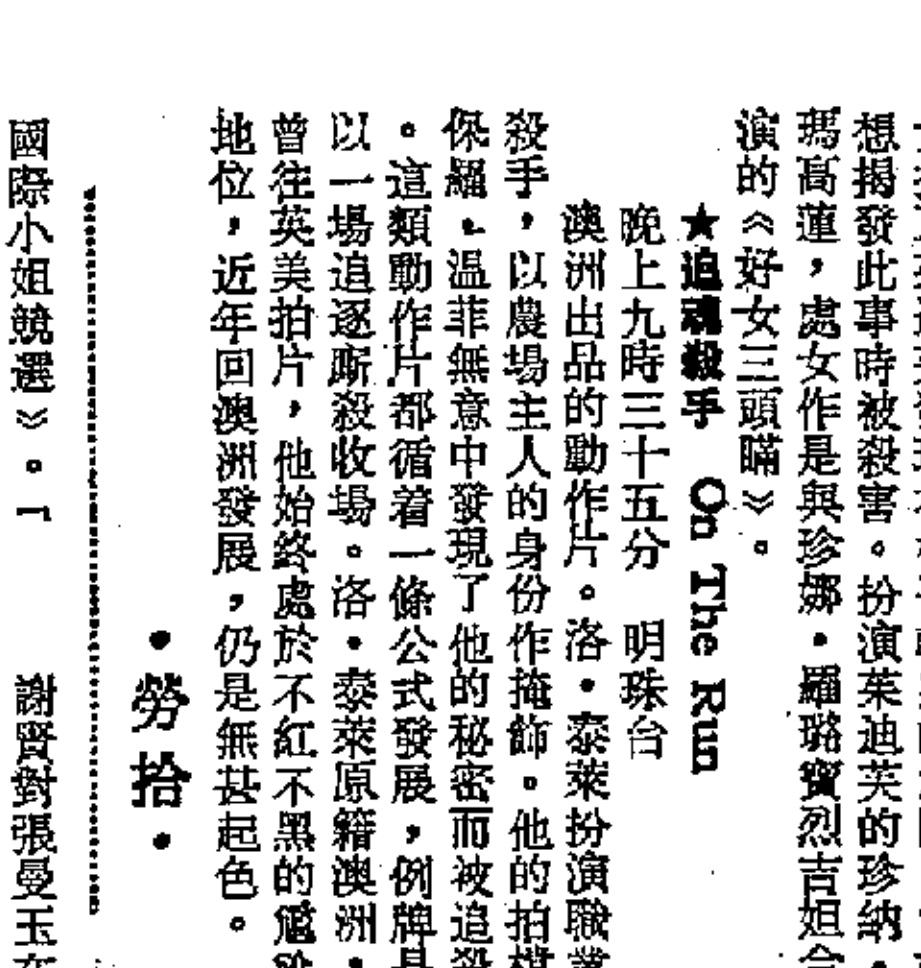 想揭發此事時被殺害。扮演茱迪芙的珍納・
瑪高蓮，處女作是與珍娜・羅璐寶烈吉姐合
演的《好女三頭瞞》。
★追魂殺手　On The Run
晚上九時三十五分　明珠台
澳洲出品的動作片。洛・泰萊扮演職業
殺手，以農場主人的身份作掩飾。他的拍檔
保羅・温菲無意中發現了他的秘密而被追殺
。這類動作片都循着一條公式發展，例牌是
以一場追逐廝殺收場。洛・泰萊原籍澳洲，
曾往英美拍片，他始終處於不紅不黑的尷尬
地位，近年回澳洲發展，仍是無甚起色。
・勞拾・
國際小姐競選》。「　謝賢對張曼玉在